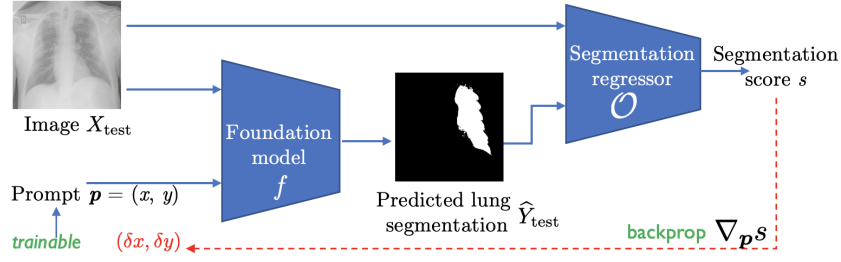 Image X_test
Prompt p = (x, y)
trainable
(δx, δy)
Foundation
model
f
Predicted lung
segmentation Ŷ_test
Segmentation
regressor
𝒪
Segmentation
score s
backprop ∇_p s